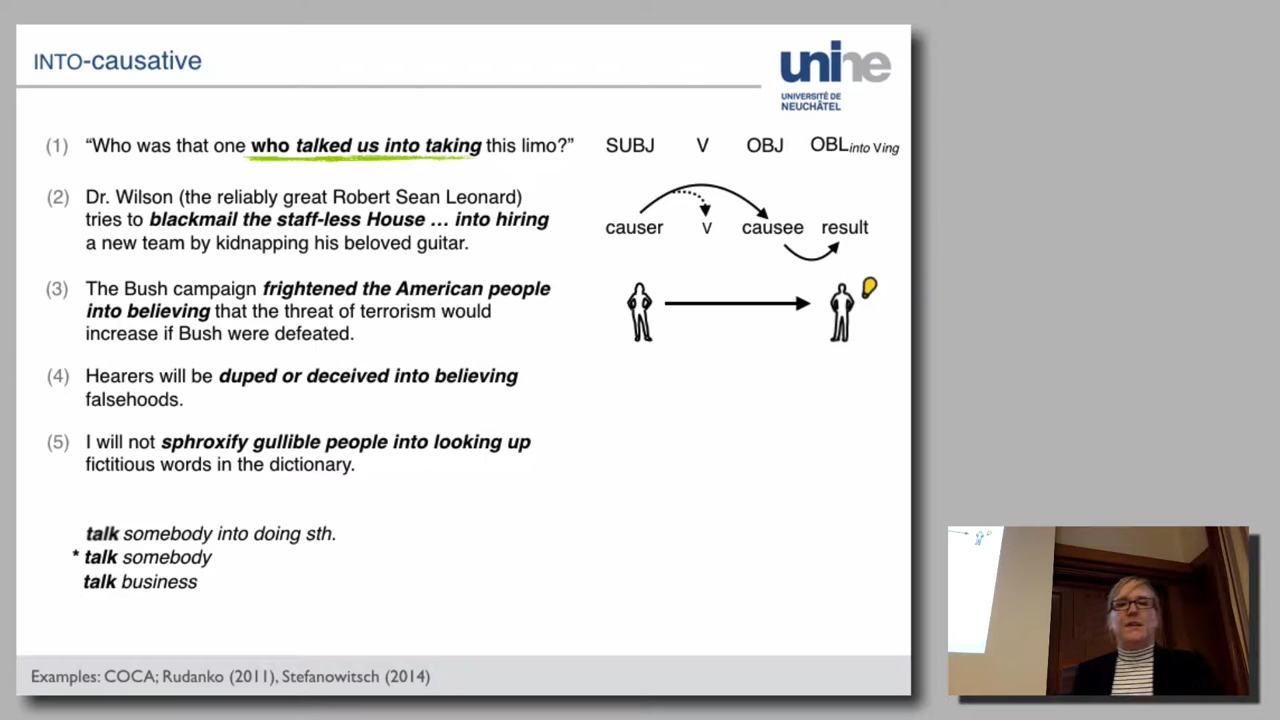 INTO-causative
unine
UNIVERSITÉ DE
NEUCHÂTEL
(1) “Who was that one who talked us into taking this limo?” SUBJ V OBJ OBL into Ving
(2) Dr. Wilson (the reliably great Robert Sean Leonard)
tries to blackmail the staff-less House … into hiring
a new team by kidnapping his beloved guitar.
causer V causee result
(3) The Bush campaign frightened the American people
into believing that the threat of terrorism would
increase if Bush were defeated.
(4) Hearers will be duped or deceived into believing
falsehoods.
(5) I will not sphroxify gullible people into looking up
fictitious words in the dictionary.
talk somebody into doing sth.
* talk somebody
talk business
Examples: COCA; Rudanko (2011), Stefanowitsch (2014)